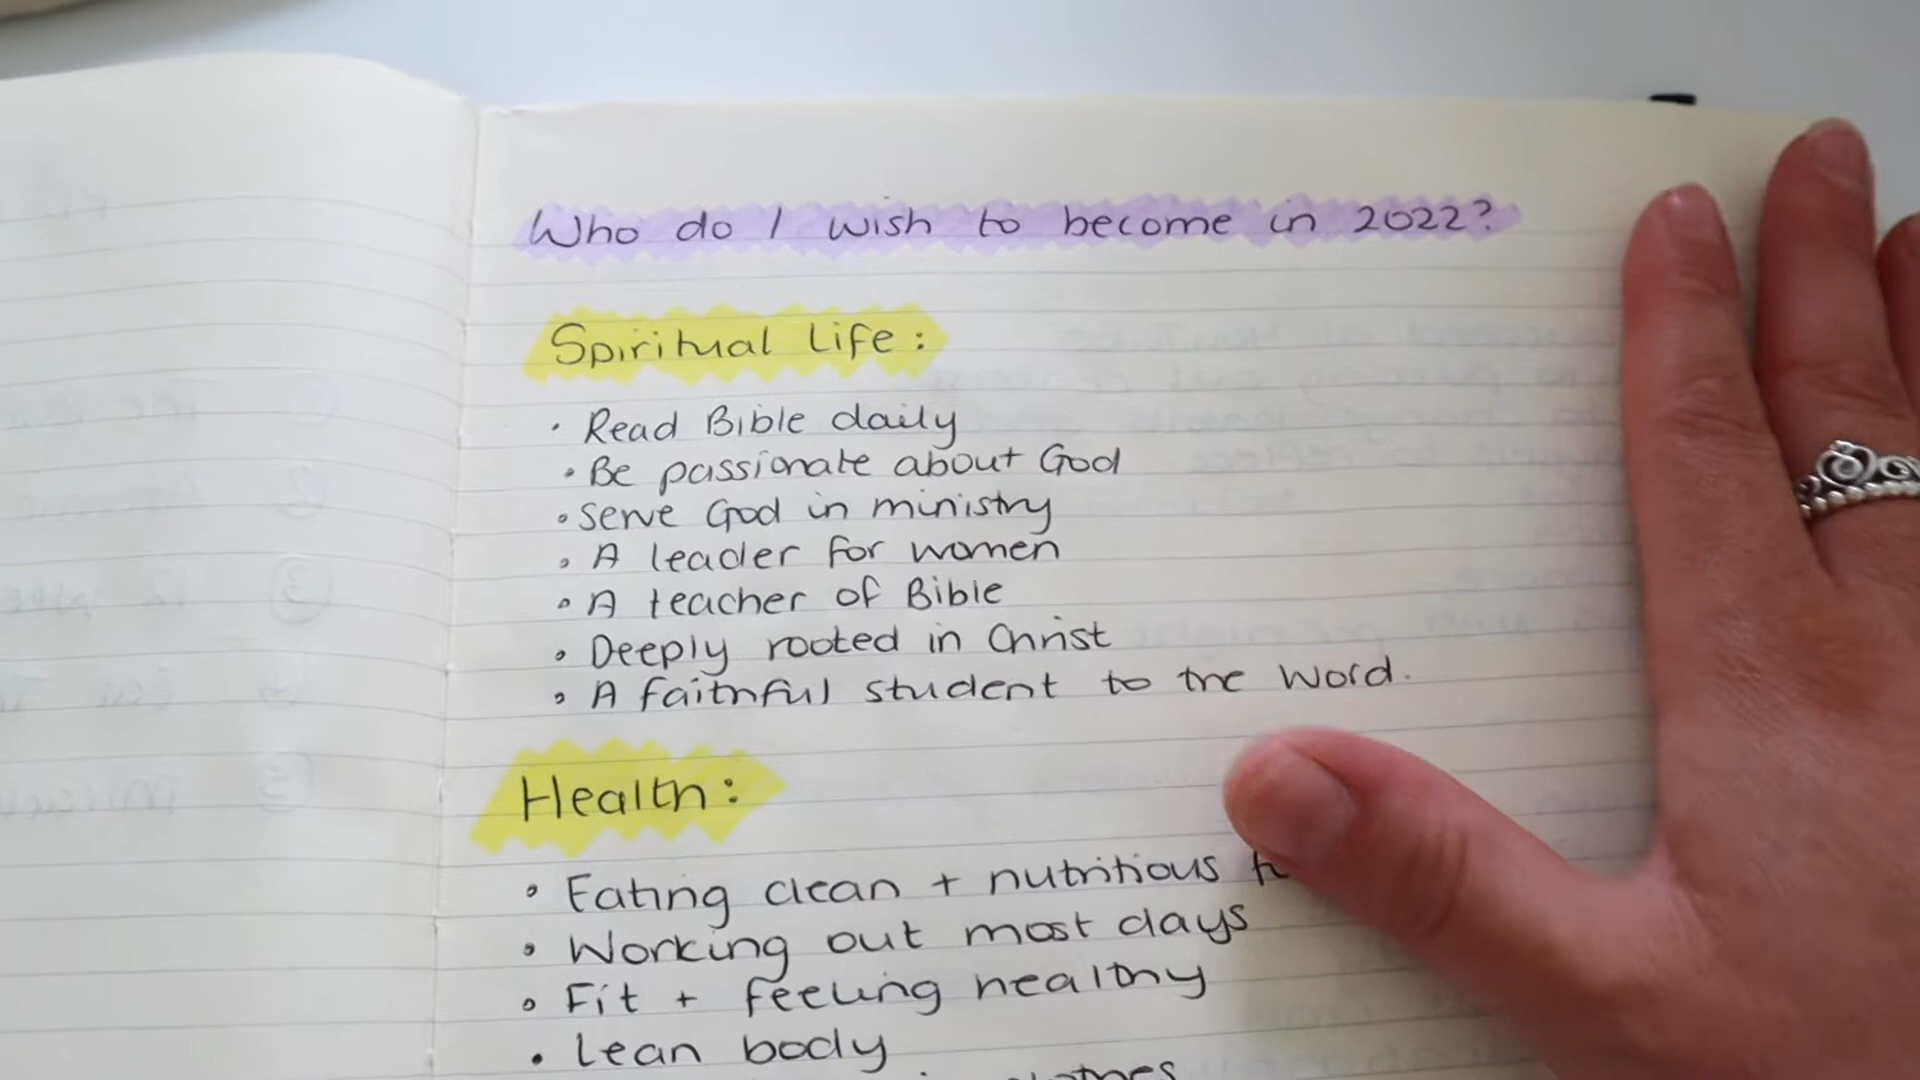 Who do I wish to become in 2022?
Spiritual Life:
• Read Bible daily
• Be passionate about God
• Serve God in ministry
• A leader for women
• A teacher of Bible
• Deeply rooted in Christ
• A faithful student to the Word.
Health:
• Eating clean + nutritious
• Working out most days
• Fit + feeling healthy
• Lean body